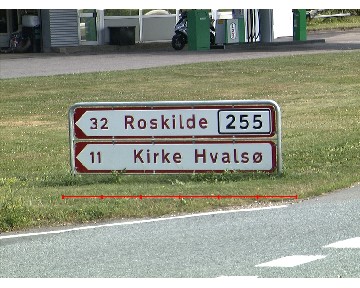 32 Roskilde 255
11 Kirke Hvalsø